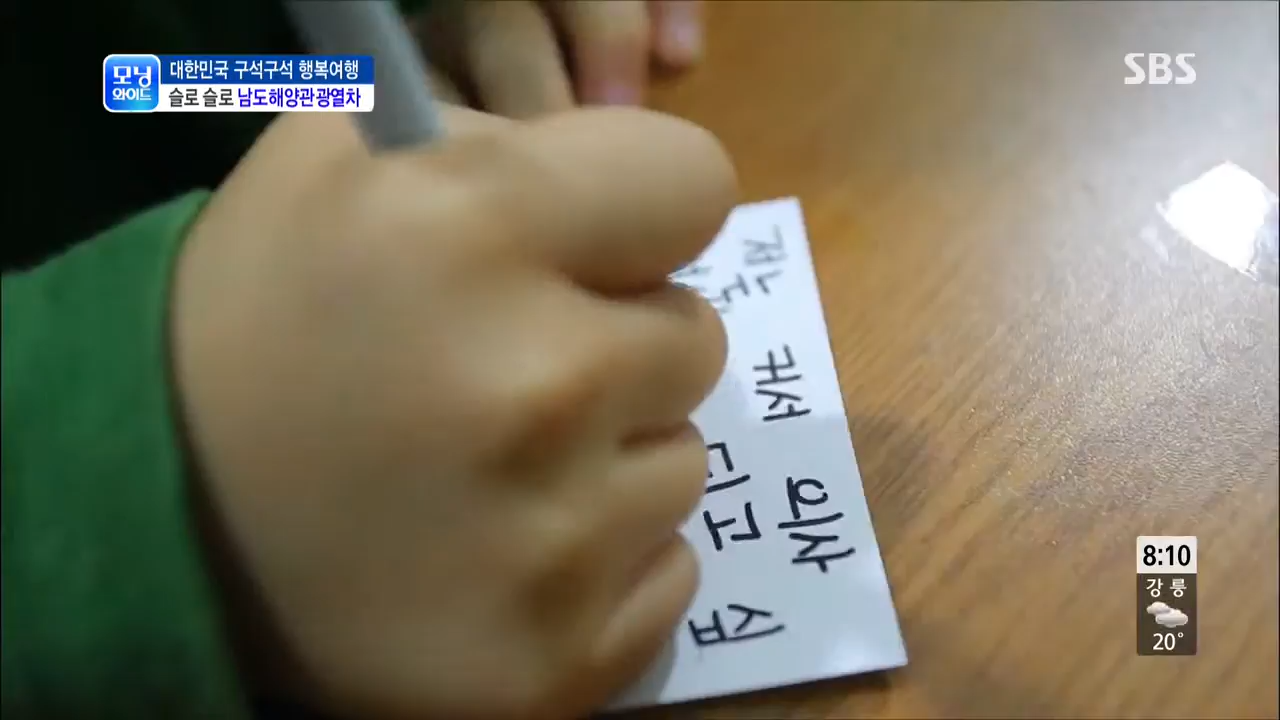 모닝
와이드
대한민국 구석구석 행복여행
슬로 슬로 남도해양관광열차
SBS
저는
커서
의사
되고
싶
8:10
강릉
20°